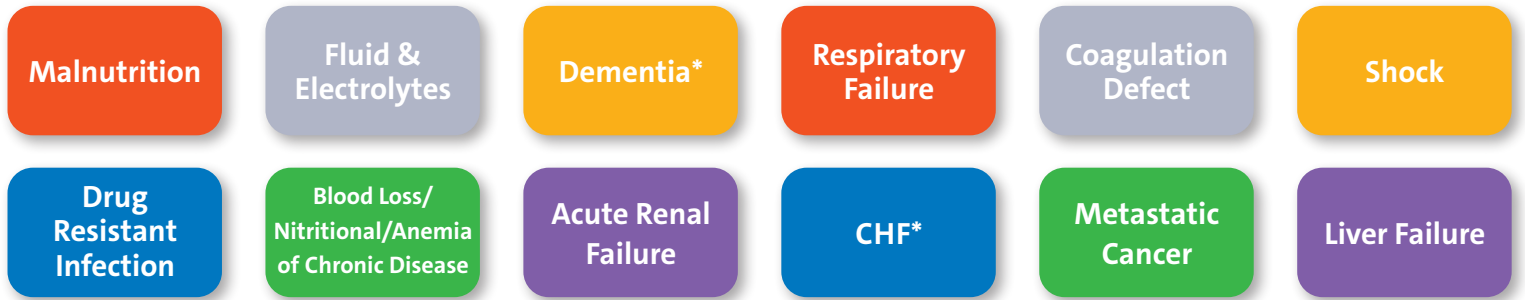 Malnutrition
Fluid &
Electrolytes
Dementia*
Respiratory
Failure
Coagulation
Defect
Shock
Drug
Resistant
Infection
Blood Loss/
Nitritional/Anemia
of Chronic Disease
Acute Renal
Failure
CHF*
Metastatic
Cancer
Liver Failure